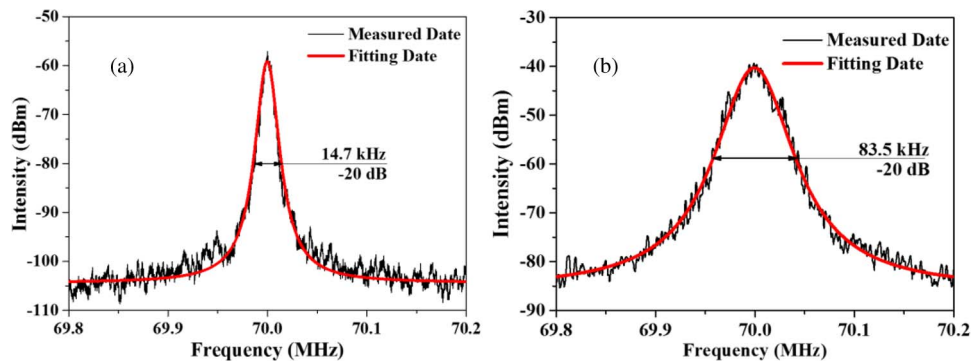 (a)
Measured Date
Fitting Date
14.7 kHz
-20 dB
Intensity (dBm)
-50
-60
-70
-80
-90
-100
-110
69.8 69.9 70.0 70.1 70.2
Frequency (MHz)
(b)
Measured Date
Fitting Date
83.5 kHz
-20 dB
Intensity (dBm)
-30
-40
-50
-60
-70
-80
-90
69.8 69.9 70.0 70.1 70.2
Frequency (MHz)